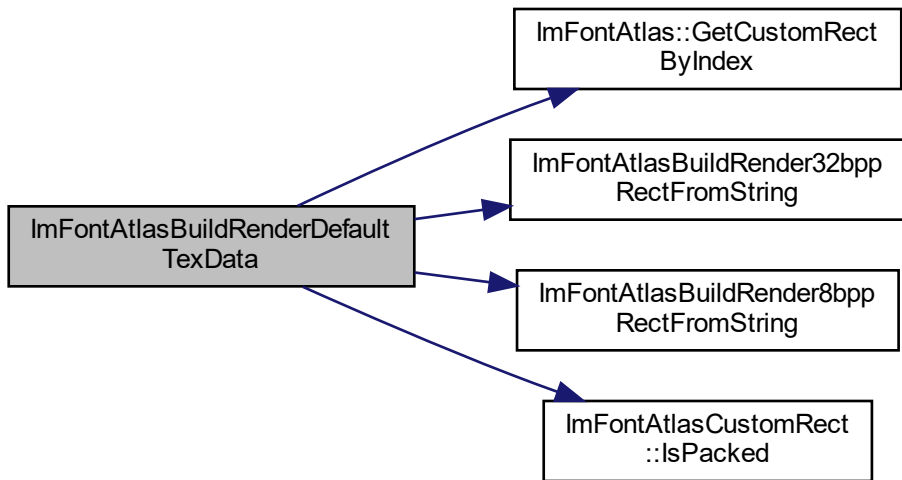 ImFontAtlas::GetCustomRect
ByIndex
ImFontAtlasBuildRender32bpp
RectFromString
ImFontAtlasBuildRenderDefault
TexData
ImFontAtlasBuildRender8bpp
RectFromString
ImFontAtlasCustomRect
::IsPacked